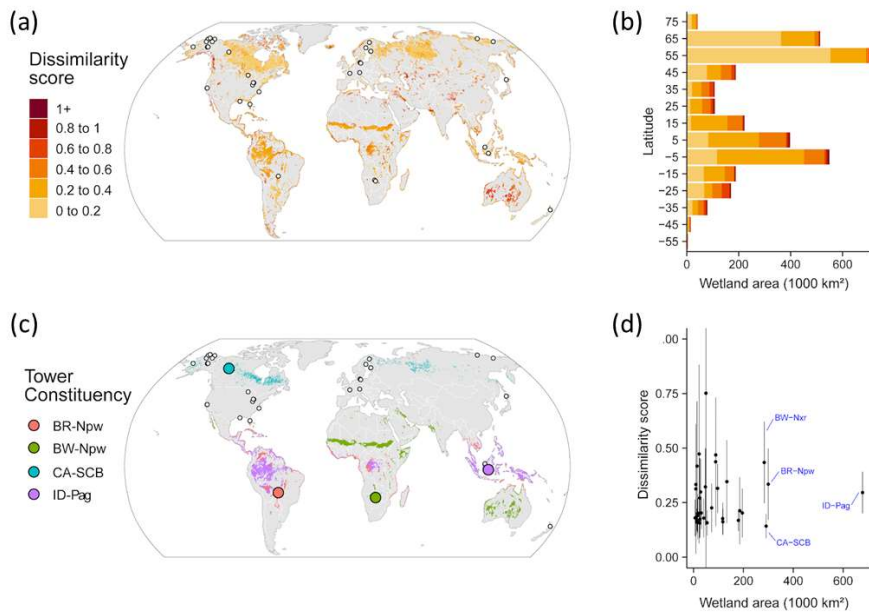 (a)
Dissimilarity
score
1+
0.8 to 1
0.6 to 0.8
0.4 to 0.6
0.2 to 0.4
0 to 0.2
(b)
Latitude
75
65
55
45
35
25
15
5
−5
−15
−25
−35
−45
−55
0 200 400 600
Wetland area (1000 km²)
(c)
Tower
Constituency
BR-Npw
BW-Npw
CA-SCB
ID-Pag
(d)
Dissimilarity score
.00
0.75
0.50
0.25
0.00
BW−Nxr
BR−Npw
ID−Pag
CA−SCB
0 200 400 600
Wetland area (1000 km²)